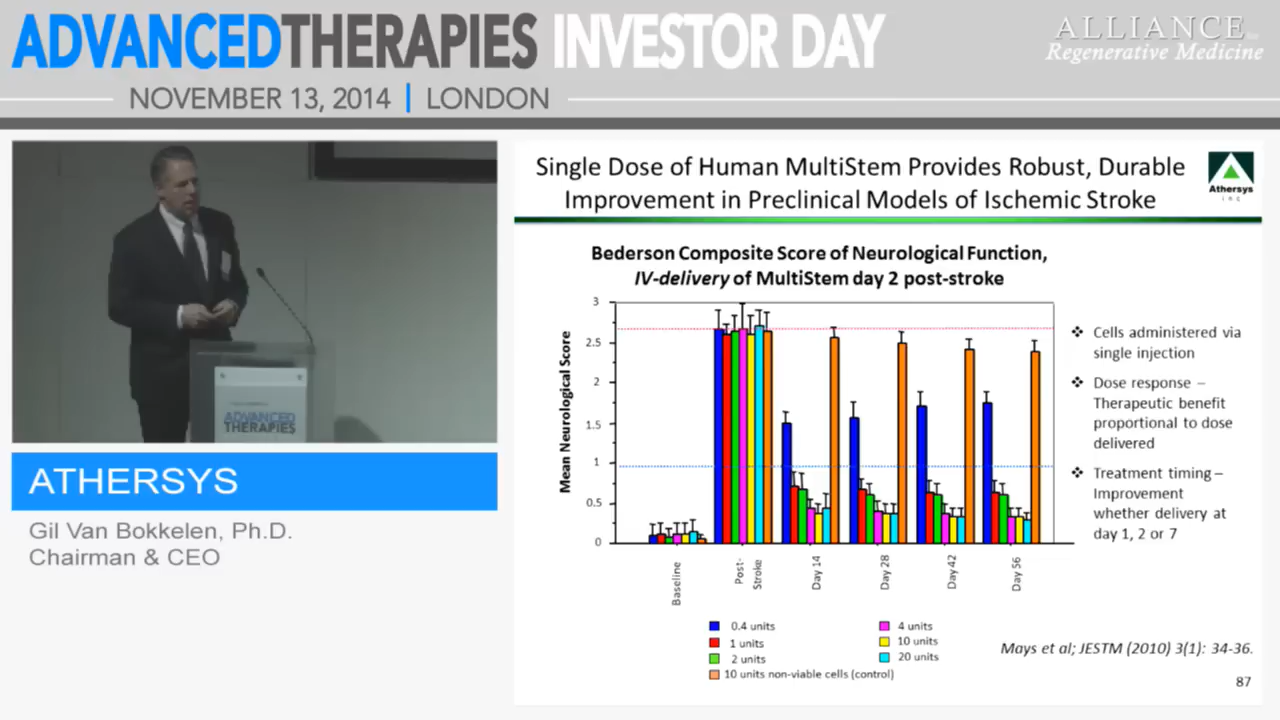 ADVANCEDTHERAPIES INVESTOR DAY
NOVEMBER 13, 2014 | LONDON
ALLIANCE
Regenerative Medicine
ADVANCED
THERAPIES
ATHERSYS
Gil Van Bokkelen, Ph.D.
Chairman & CEO
Single Dose of Human MultiStem Provides Robust, Durable
Improvement in Preclinical Models of Ischemic Stroke
Athersys
INC
Bederson Composite Score of Neurological Function,
IV-delivery of MultiStem day 2 post-stroke
Mean Neurological Score
3
2.5
2
1.5
1
0.5
0
Baseline
Post-
Stroke
Day 14
Day 28
Day 42
Day 56
0.4 units
1 units
2 units
10 units non-viable cells (control)
4 units
10 units
20 units
❖ Cells administered via
single injection
❖ Dose response –
Therapeutic benefit
proportional to dose
delivered
❖ Treatment timing –
Improvement
whether delivery at
day 1, 2 or 7
Mays et al; JESTM (2010) 3(1): 34-36.
87